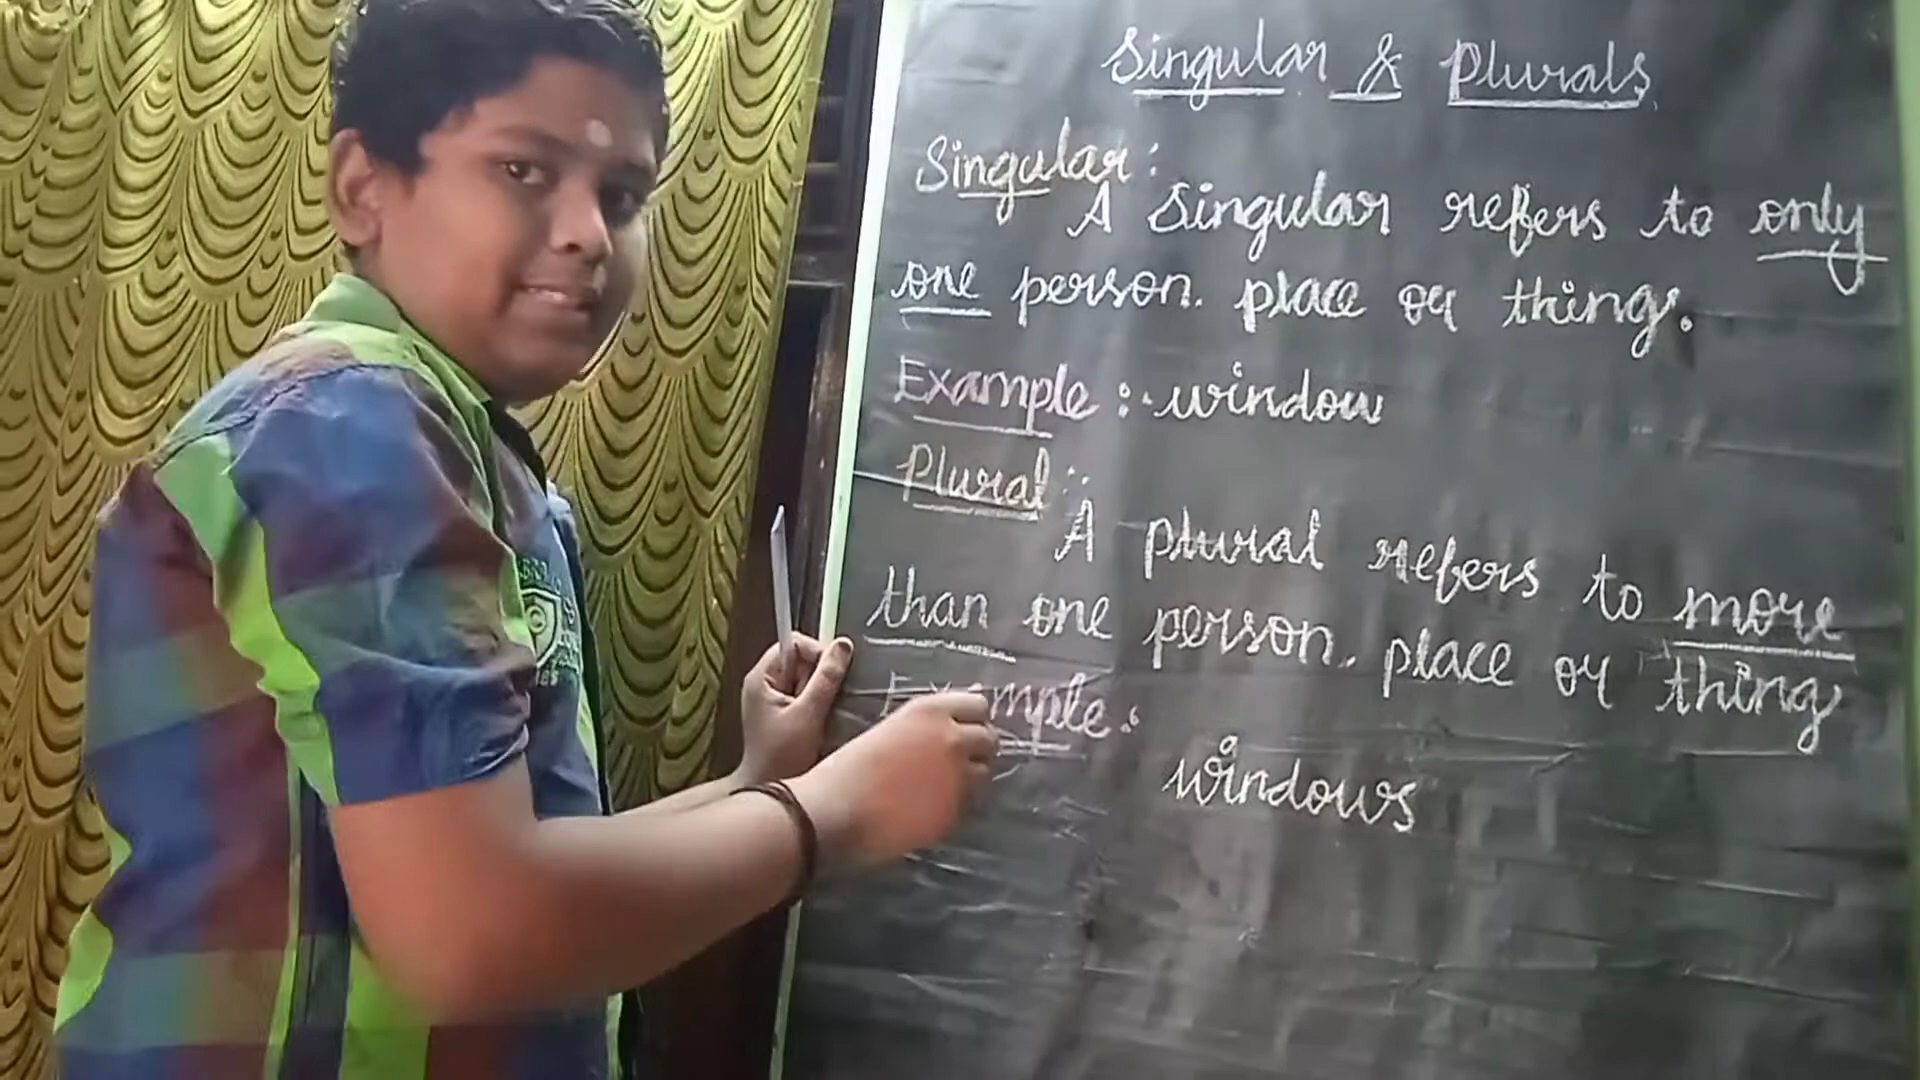 Singular & Plurals
Singular:
A Singular refers to only
one person. place or thing.
Example :- window
Plural :-
A plural refers to more
than one person. place or thing
Example:
windows